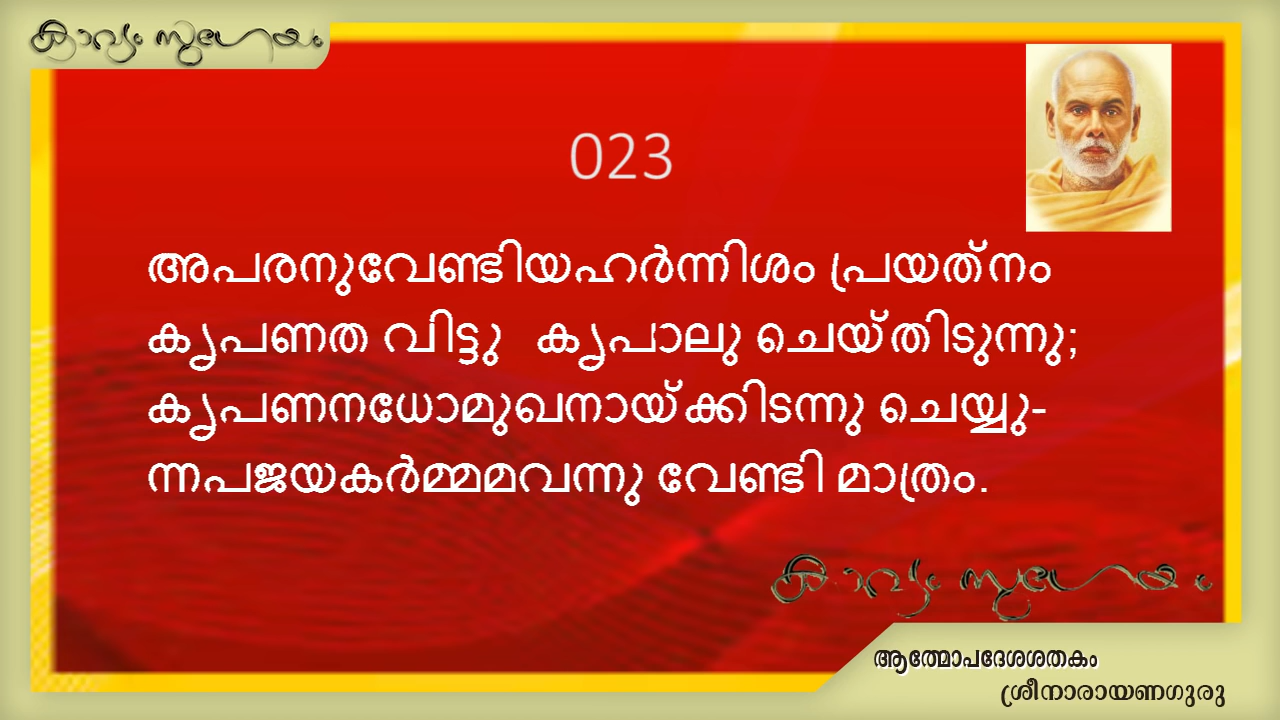 കാവ്യം സുഗേയം
023
അപരനുവേണ്ടിയഹർന്നിശം പ്രയത്‌നം
കൃപണത വിട്ടു കൃപാലു ചെയ്തിടുന്നു;
കൃപണനധോമുഖനായ്ക്കിടന്നു ചെയ്യു-
ന്നപജയകർമ്മമവന്നു വേണ്ടി മാത്രം.
കാവ്യം സുഗേയം
ആത്മോപദേശശതകം
ശ്രീനാരായണഗുരു